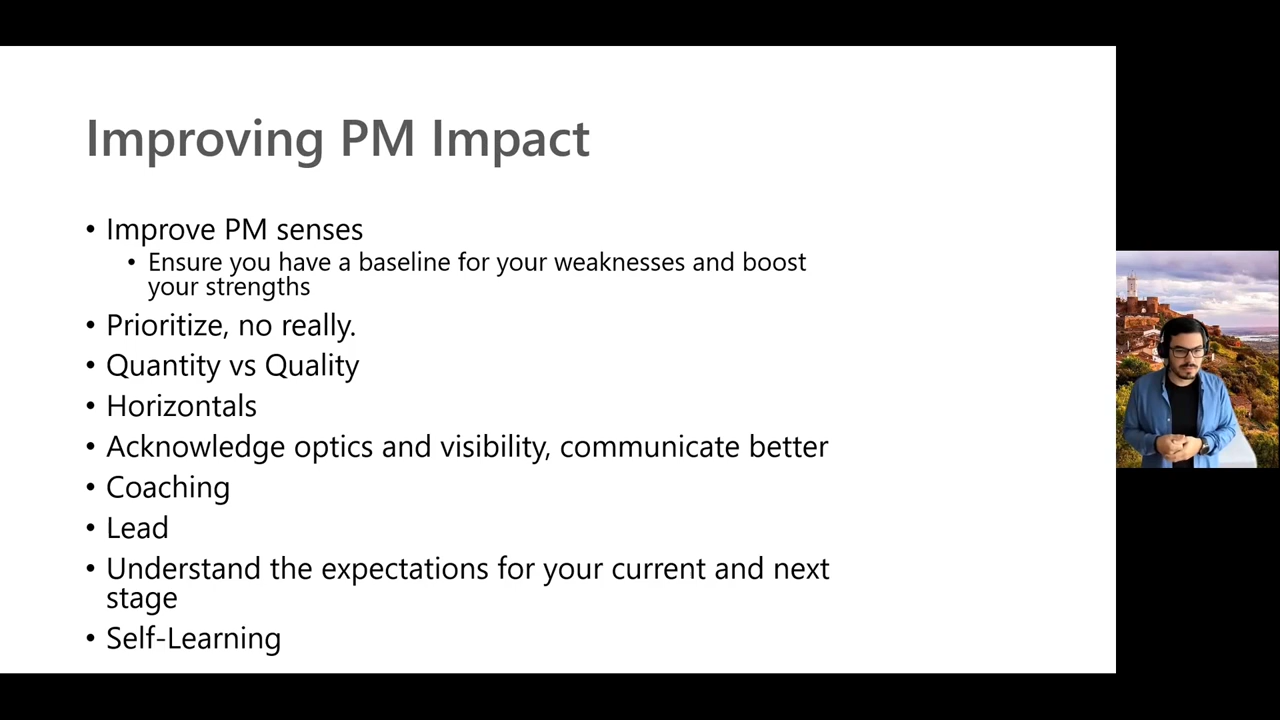 Improving PM Impact
• Improve PM senses
• Ensure you have a baseline for your weaknesses and boost
your strengths
• Prioritize, no really.
• Quantity vs Quality
• Horizontals
• Acknowledge optics and visibility, communicate better
• Coaching
• Lead
• Understand the expectations for your current and next
stage
• Self-Learning